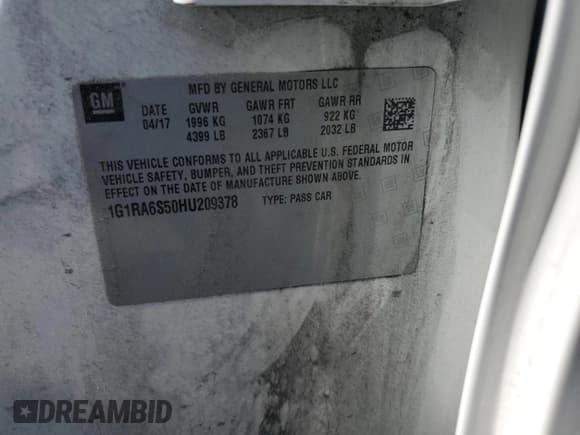 GM
MFD BY GENERAL MOTORS LLC
DATE GVWR GAWR FRT GAWR RR
04/17 1996 KG 1074 KG 922 KG
4399 LB 2367 LB 2032 LB
THIS VEHICLE CONFORMS TO ALL APPLICABLE U.S. FEDERAL MOTOR
VEHICLE SAFETY, BUMPER, AND THEFT PREVENTION STANDARDS IN
EFFECT ON THE DATE OF MANUFACTURE SHOWN ABOVE.
1G1RA6S50HU209378 TYPE: PASS CAR
DREAMBID